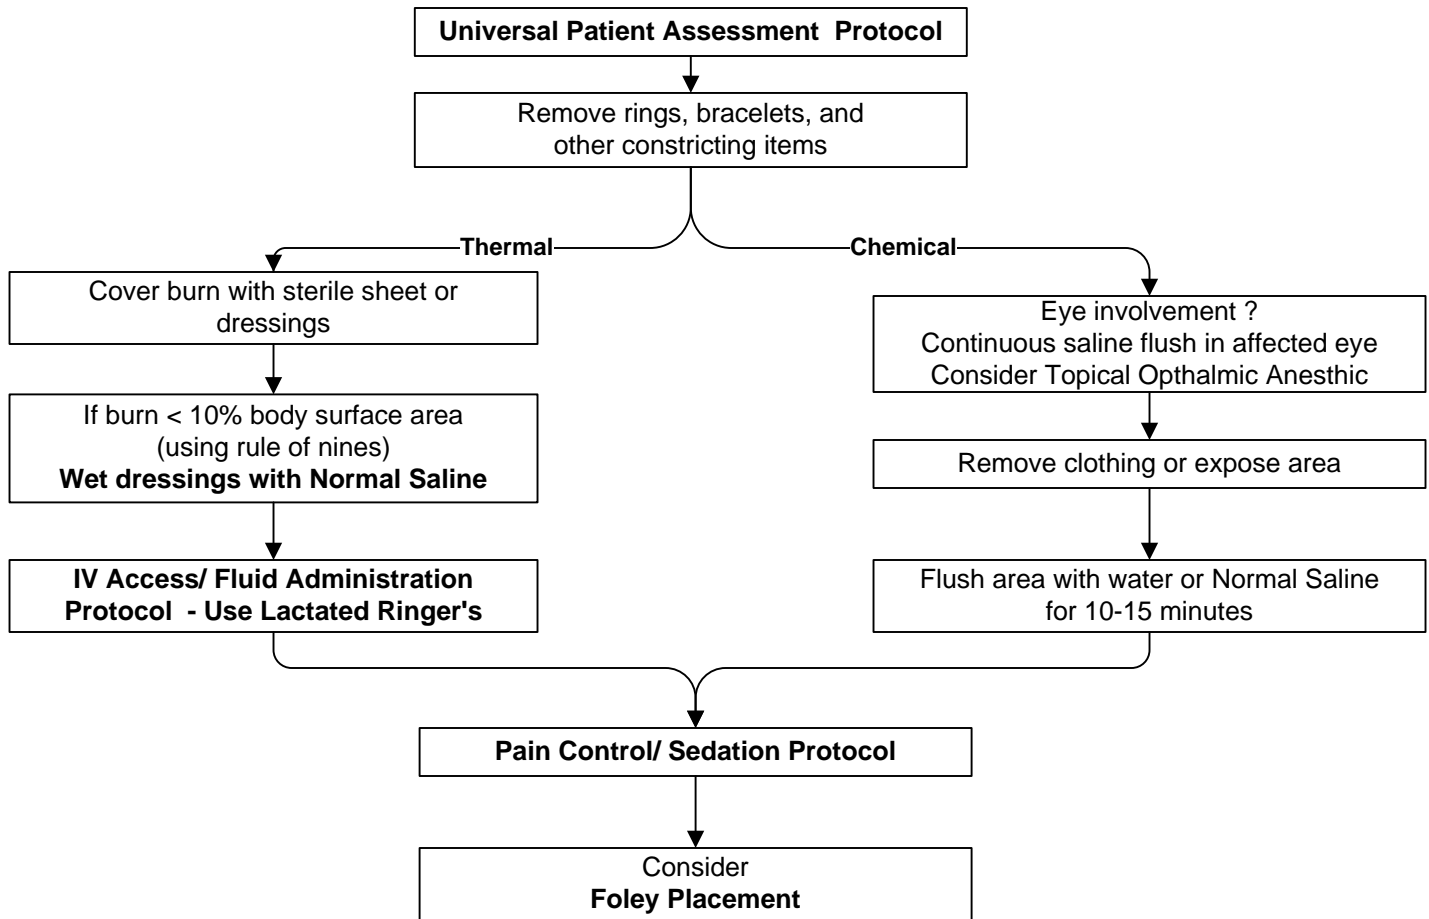 Universal Patient Assessment  Protocol
Remove rings, bracelets, and
other constricting items
Thermal
Chemical
Cover burn with sterile sheet or
dressings
If burn < 10% body surface area
(using rule of nines)
Wet dressings with Normal Saline
IV Access/ Fluid Administration
Protocol  - Use Lactated Ringer's
Eye involvement ?
Continuous saline flush in affected eye
Consider Topical Opthalmic Anesthic
Remove clothing or expose area
Flush area with water or Normal Saline
for 10-15 minutes
Pain Control/ Sedation Protocol
Consider
Foley Placement